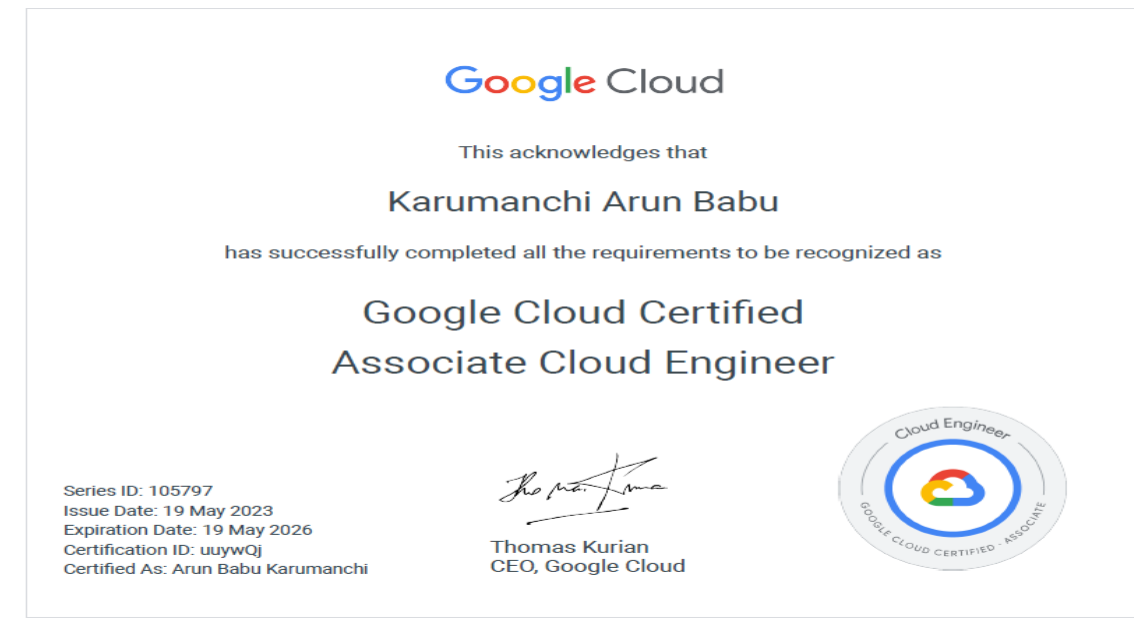 Google Cloud
This acknowledges that
Karumanchi Arun Babu
has successfully completed all the requirements to be recognized as
Google Cloud Certified
Associate Cloud Engineer
Series ID: 105797
Issue Date: 19 May 2023
Expiration Date: 19 May 2026
Certification ID: uuywQj
Certified As: Arun Babu Karumanchi
Thomas Kurian
CEO, Google Cloud
Cloud Engineer
GOOGLE CLOUD CERTIFIED · ASSOCIATE